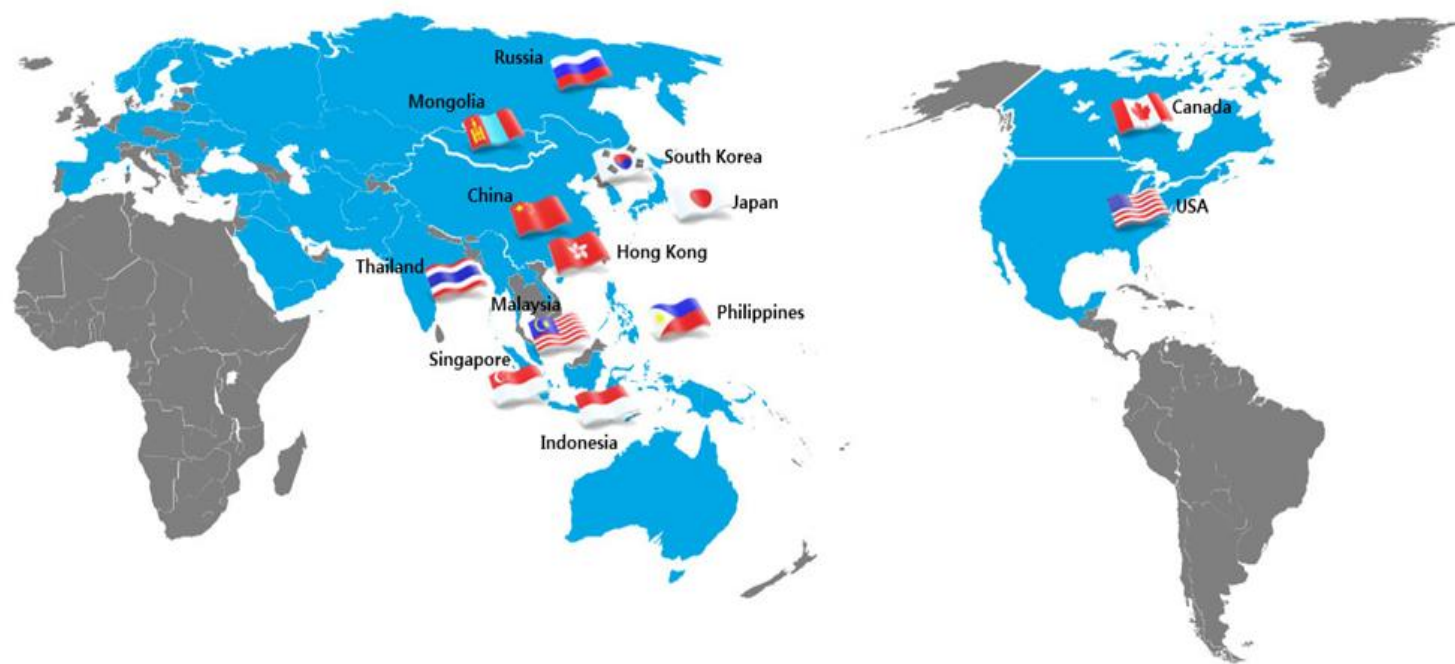 Russia
Mongolia
Canada
South Korea
China
Japan
USA
Hong Kong
Thailand
Malaysia
Philippines
Singapore
Indonesia